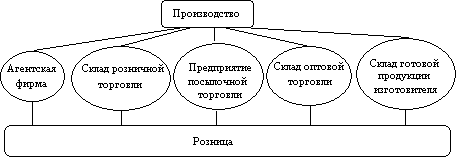 Производство
Агентская
фирма
Склад розничной
торговли
Предприятие
посылочной
торговли
Склад оптовой
торговли
Склад готовой
продукции
изготовителя
Розница